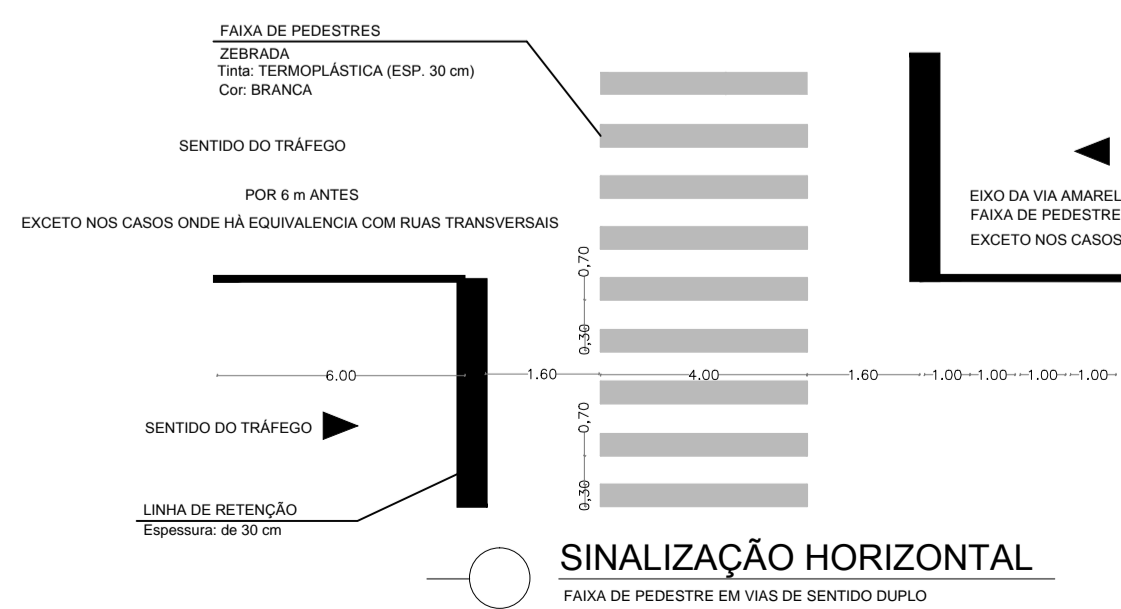 FAIXA DE PEDESTRES
ZEBRADA
Tinta: TERMOPLÁSTICA (ESP. 30 cm)
Cor: BRANCA
SENTIDO DO TRÁFEGO
POR 6 m ANTES
EXCETO NOS CASOS ONDE HÀ EQUIVALENCIA COM RUAS TRANSVERSAIS
EIXO DA VIA AMAREL
FAIXA DE PEDESTRE
EXCETO NOS CASOS
0,70
0,30
6.00 1.60 4.00 1.60 1.00 1.00 1.00 1.00
0,70
0,30
SENTIDO DO TRÁFEGO
LINHA DE RETENÇÃO
Espessura: de 30 cm
SINALIZAÇÃO HORIZONTAL
FAIXA DE PEDESTRE EM VIAS DE SENTIDO DUPLO